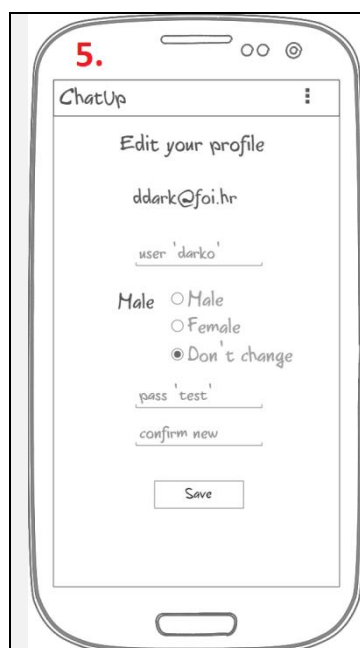 5.
ChatUp
Edit your profile
ddark@foi.hr
user 'darko'
Male Male
Female
Don't change
pass 'test'
confirm new
Save